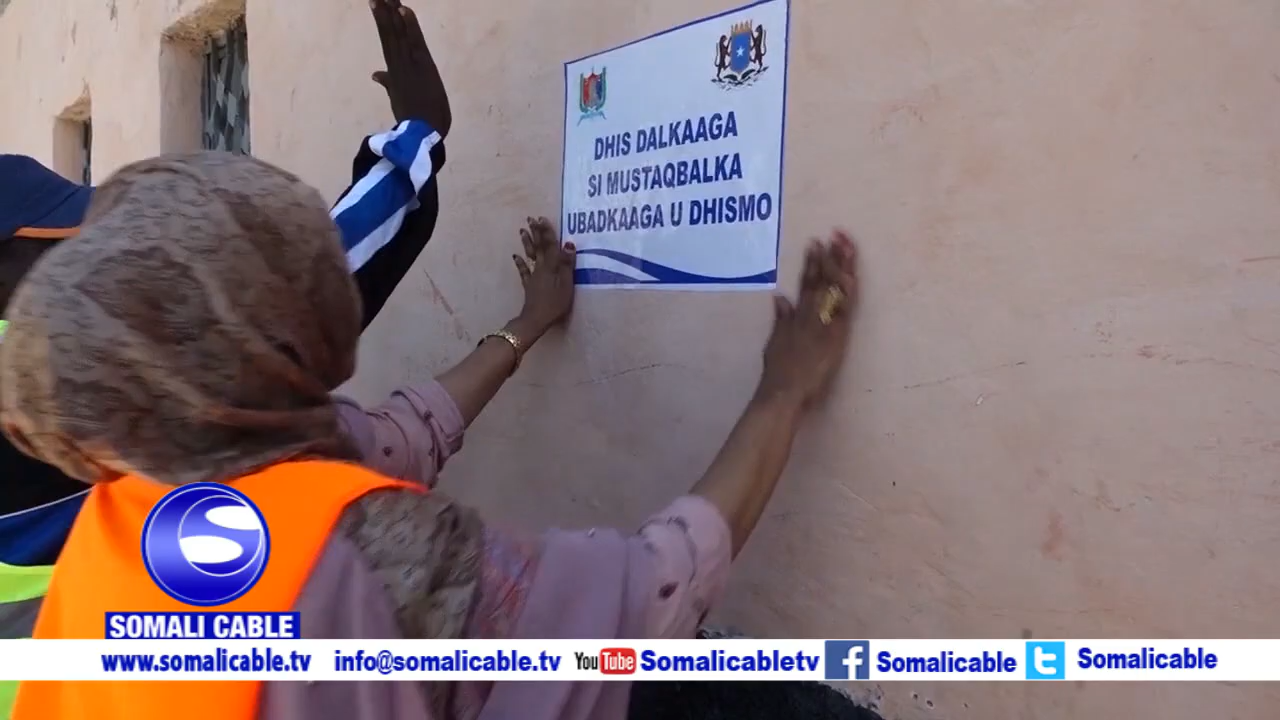 DHIS DALKAAGA
SI MUSTAQBALKA
UBADKAAGA U DHISMO
SOMALI CABLE
www.somalicable.tv info@somalicable.tv YouTube Somalicabletv f Somalicable Somalicable